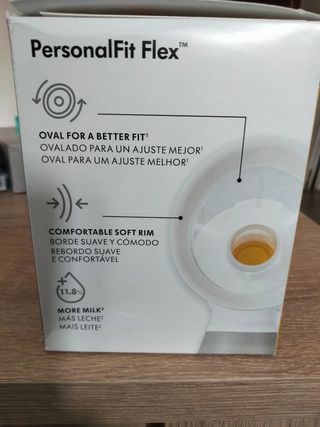 PersonalFit Flex™
OVAL FOR A BETTER FIT¹
OVALADO PARA UN AJUSTE MEJOR¹
OVAL PARA UM AJUSTE MELHOR¹
COMFORTABLE SOFT RIM
BORDE SUAVE Y CÓMODO
REBORDO SUAVE
E CONFORTÁVEL
11.8%
MORE MILK²
MÁS LECHE²
MAIS LEITE²